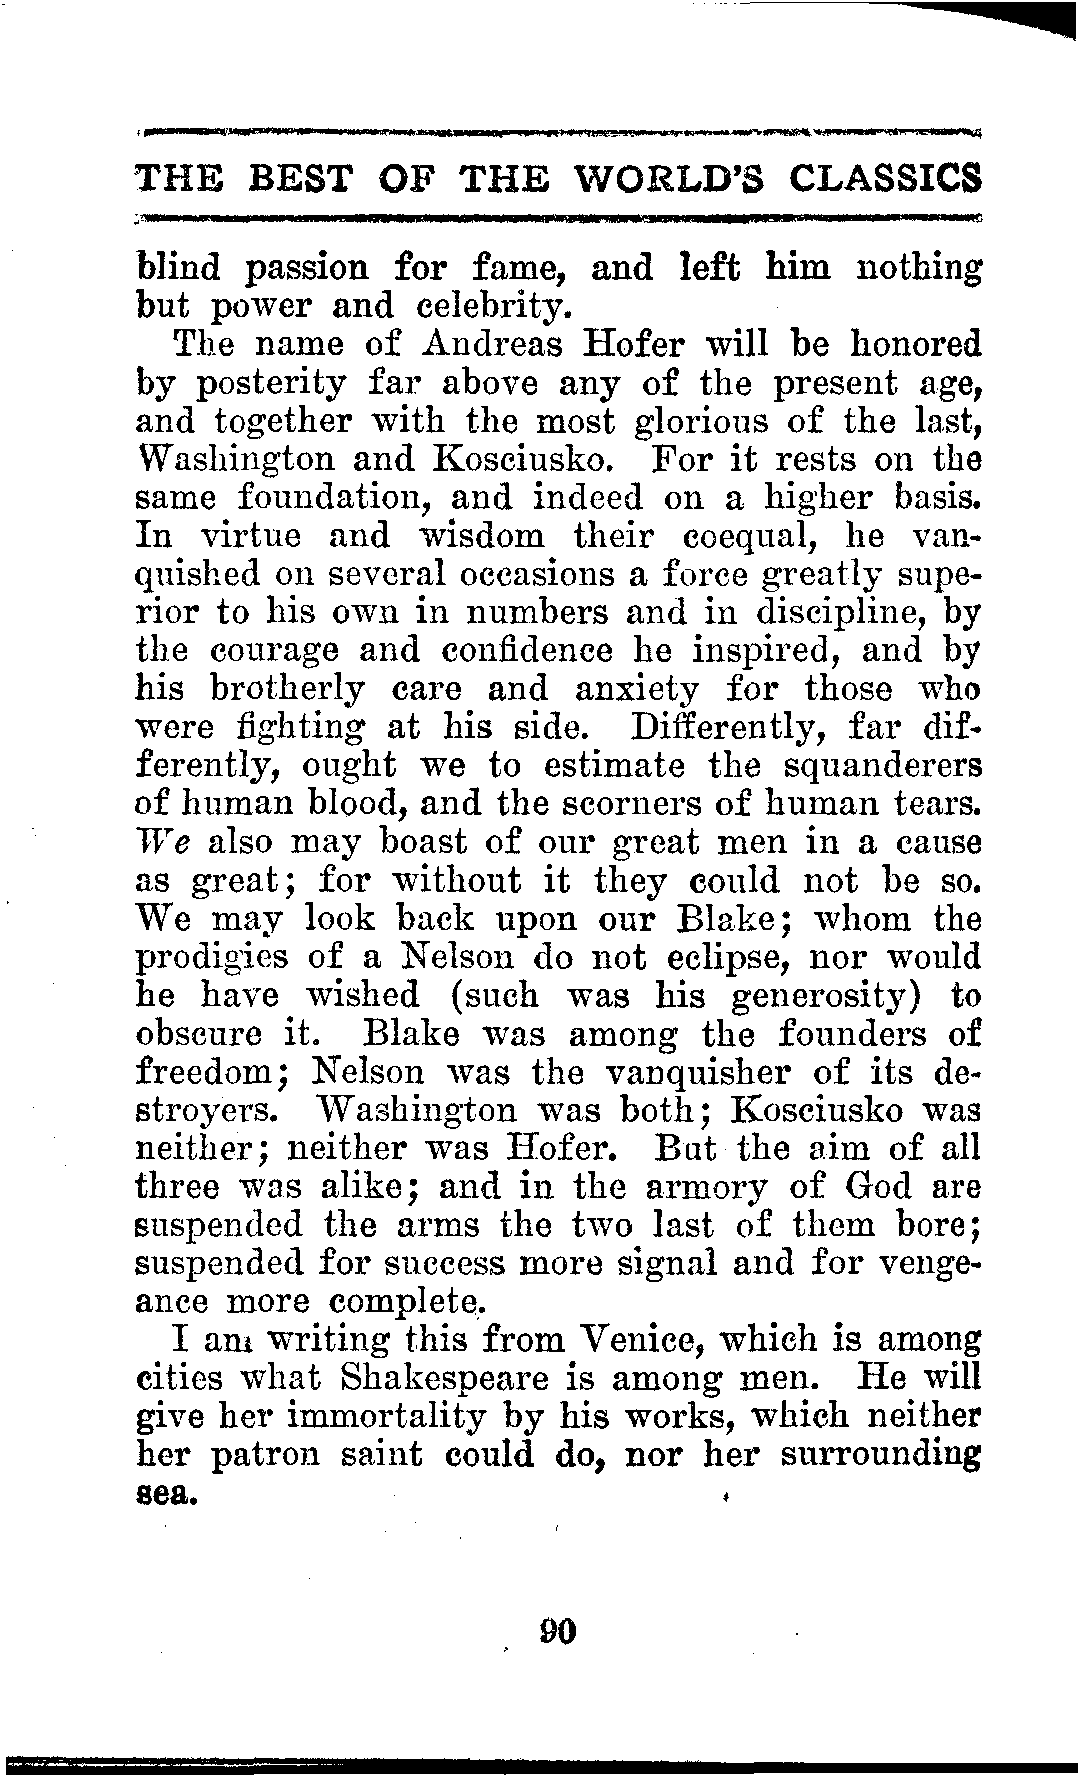 THE BEST OF THE WORLD'S CLASSICS
blind passion for fame, and left him nothing
but power and celebrity.
The name of Andreas Hofer will be honored
by posterity far above any of the present age,
and together with the most glorious of the last,
Washington and Kosciusko. For it rests on the
same foundation, and indeed on a higher basis.
In virtue and wisdom their coequal, he van-
quished on several occasions a force greatly supe-
rior to his own in numbers and in discipline, by
the courage and confidence he inspired, and by
his brotherly care and anxiety for those who
were fighting at his side. Differently, far dif-
ferently, ought we to estimate the squanderers
of human blood, and the scorners of human tears.
We also may boast of our great men in a cause
as great; for without it they could not be so.
We may look back upon our Blake; whom the
prodigies of a Nelson do not eclipse, nor would
he have wished (such was his generosity) to
obscure it. Blake was among the founders of
freedom; Nelson was the vanquisher of its de-
stroyers. Washington was both; Kosciusko was
neither; neither was Hofer. But the aim of all
three was alike; and in the armory of God are
suspended the arms the two last of them bore;
suspended for success more signal and for venge-
ance more complete.
I am writing this from Venice, which is among
cities what Shakespeare is among men. He will
give her immortality by his works, which neither
her patron saint could do, nor her surrounding
sea.
90